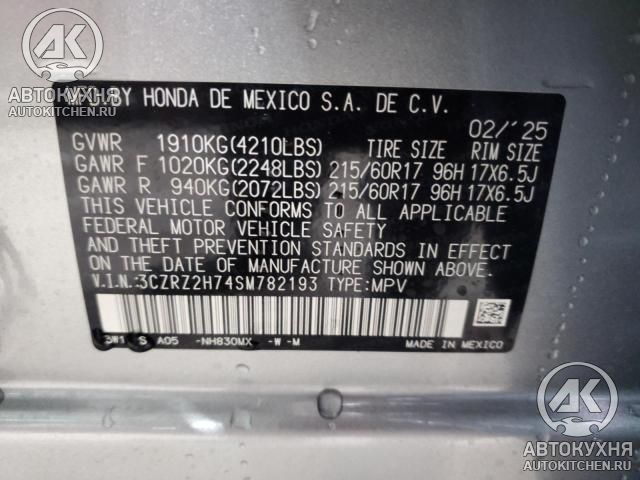 AK
АВТОКУХНЯ
AUTOKITCHEN.RU
BY HONDA DE MEXICO S.A. DE C.V.
02/'25
GVWR 1910KG(4210LBS) TIRE SIZE RIM SIZE
GAWR F 1020KG(2248LBS) 215/60R17 96H 17X6.5J
GAWR R 940KG(2072LBS) 215/60R17 96H 17X6.5J
THIS VEHICLE CONFORMS TO ALL APPLICABLE
FEDERAL MOTOR VEHICLE SAFETY
AND THEFT PREVENTION STANDARDS IN EFFECT
ON THE DATE OF MANUFACTURE SHOWN ABOVE.
V.I.N.:3CZRZ2H74SM782193 TYPE:MPV
3W1 S A05 -NH830MX -W -M MADE IN MEXICO
AK
АВТОКУХНЯ
AUTOKITCHEN.RU